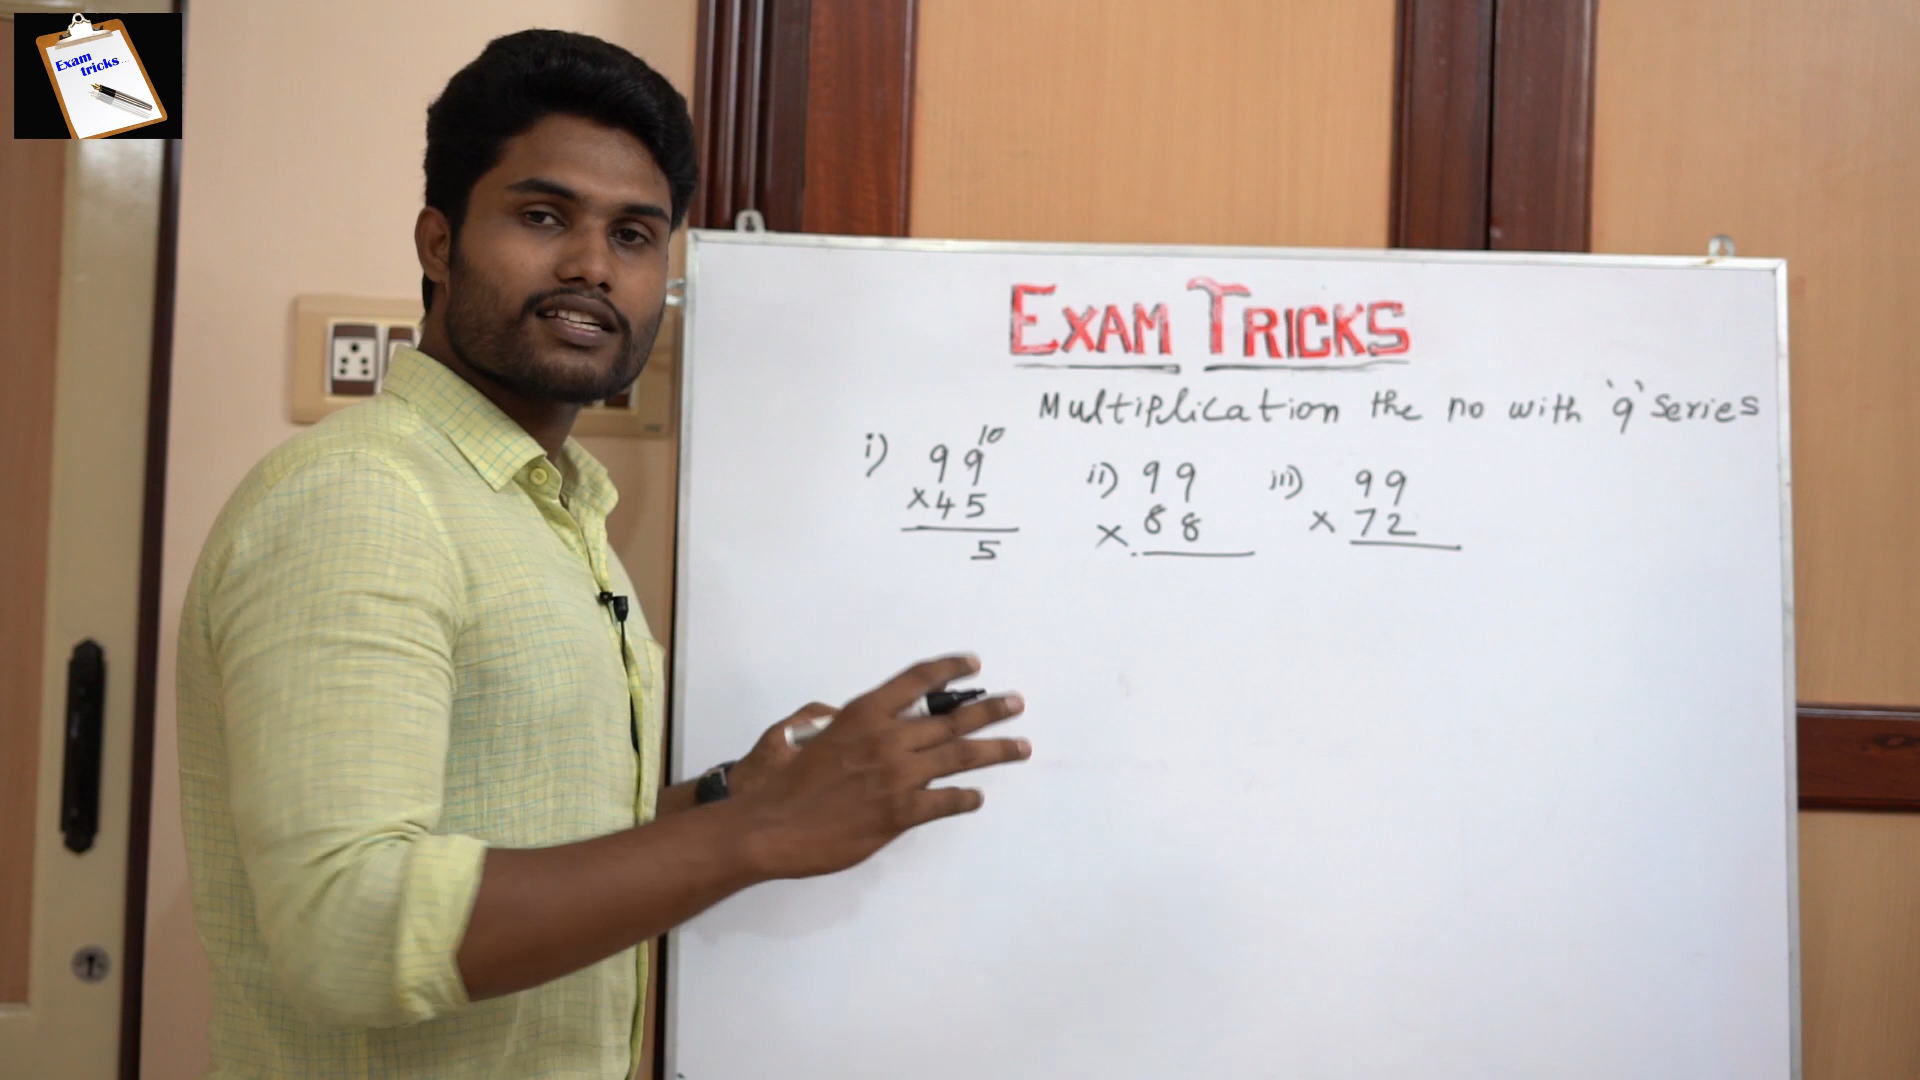 Exam
tricks...
EXAM TRICKS
Multiplication the no with '9' series
i) 99 10
×45
5
ii) 99
× 88
iii) 99
× 72